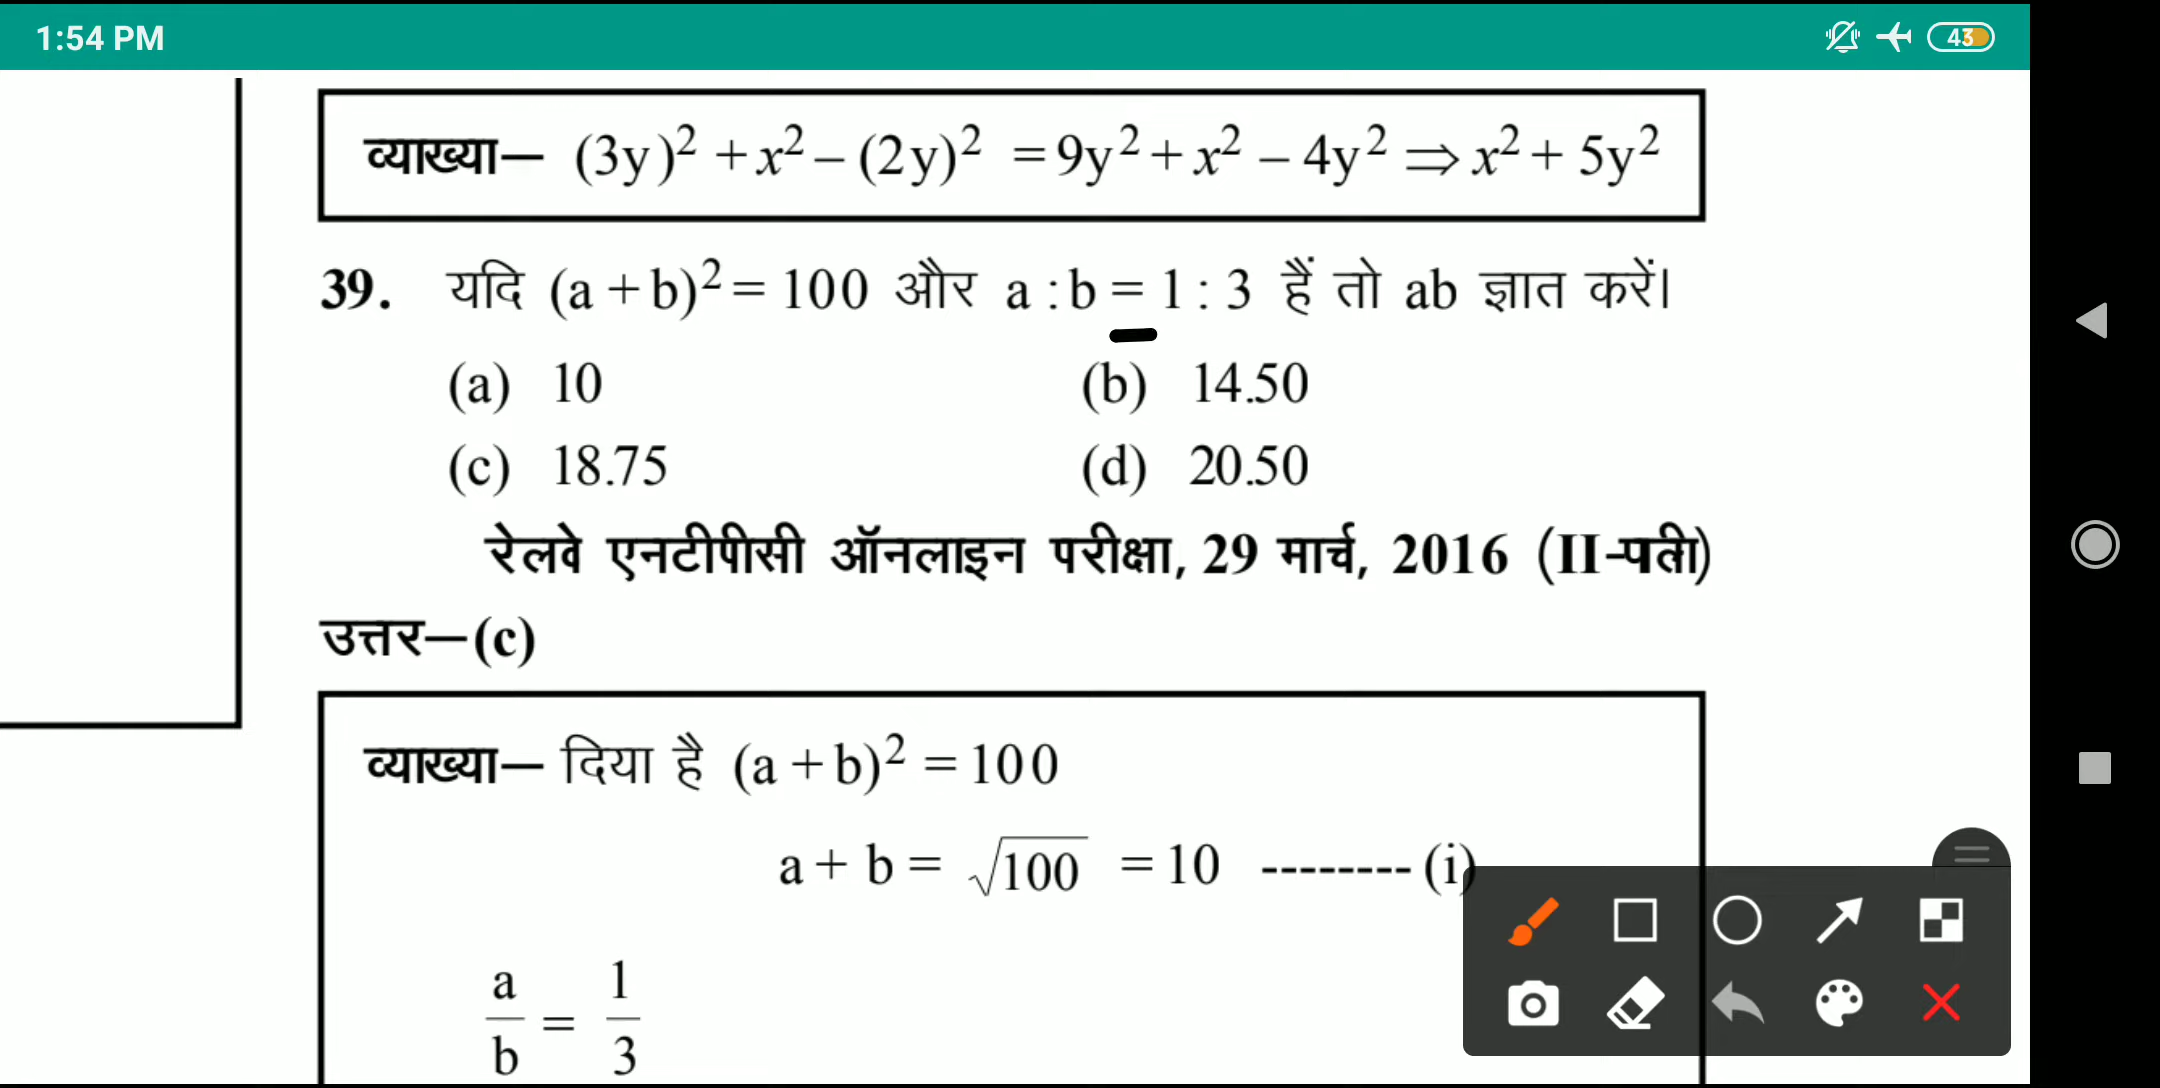 1:54 PM
43
व्याख्या— (3y)² + x² – (2y)² = 9y² + x² – 4y² ⇒ x² + 5y²
39. यदि (a + b)² = 100 और a : b = 1 : 3 हैं तो ab ज्ञात करें।
(a) 10 (b) 14.50
(c) 18.75 (d) 20.50
रेलवे एनटीपीसी ऑनलाइन परीक्षा, 29 मार्च, 2016 (II-पाली)
उत्तर—(c)
व्याख्या— दिया है (a + b)² = 100
a + b = √100 = 10 -------- (i)
a/b = 1/3